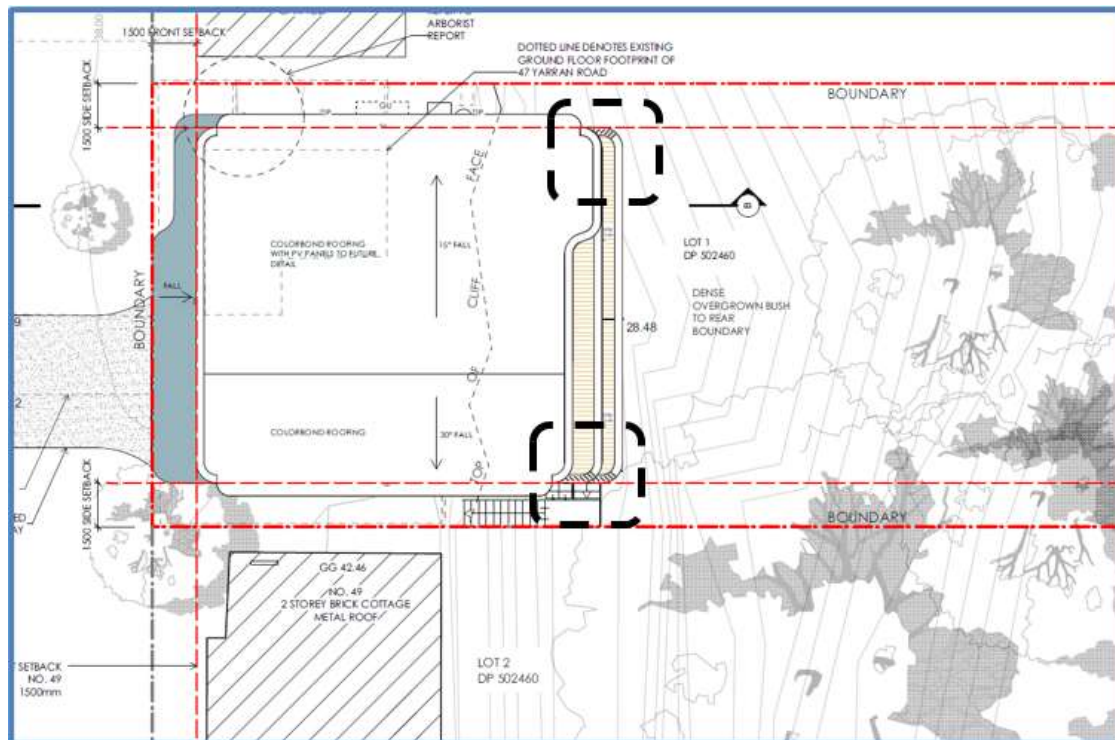 ARBORIST
REPORT
1500 FRONT SETBACK
DOTTED LINE DENOTES EXISTING
GROUND FLOOR FOOTPRINT OF
47 YARRAN ROAD
1500 SIDE SETBACK
BOUNDARY
DP
GU
DP
TOP OF CLIFF FACE
COLORBOND ROOFING
WITH PV PANELS TO FUTURE
DETAIL
15° FALL
FALL
BOUNDARY
B
LOT 1
DP 502460
DENSE
OVERGROWN BUSH
TO REAR
BOUNDARY
28.48
COLORBOND ROOFING
30° FALL
1500 SIDE SETBACK
BOUNDARY
GG 42.46
NO. 49
2 STOREY BRICK COTTAGE
METAL ROOF
SETBACK
NO. 49
1500mm
LOT 2
DP 502460